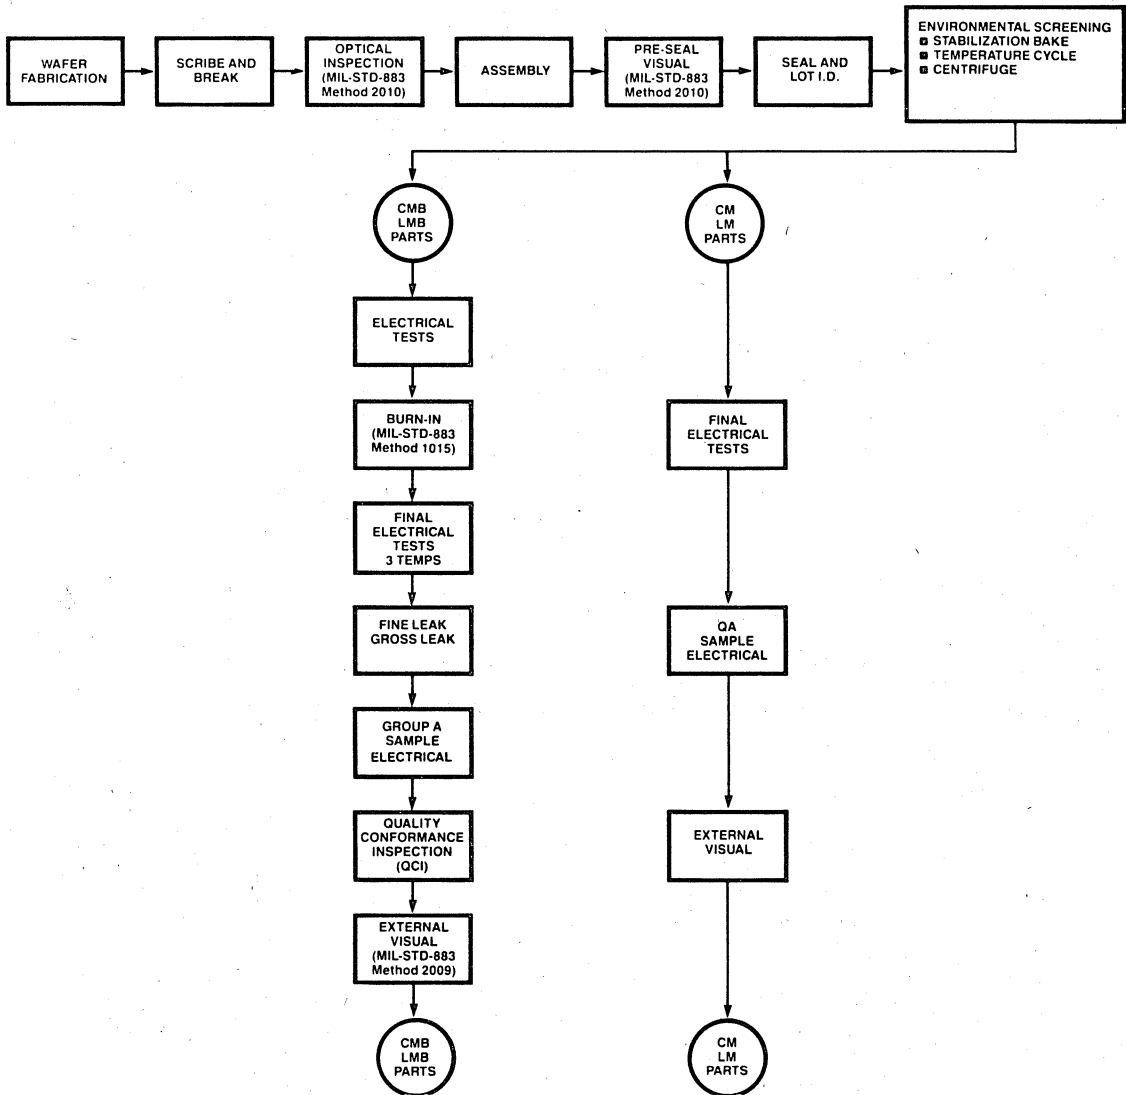 WAFER
FABRICATION
SCRIBE AND
BREAK
OPTICAL
INSPECTION
(MIL-STD-883
Method 2010)
ASSEMBLY
PRE-SEAL
VISUAL
(MIL-STD-883
Method 2010)
SEAL AND
LOT I.D.
ENVIRONMENTAL SCREENING
STABILIZATION BAKE
TEMPERATURE CYCLE
CENTRIFUGE
CMB
LMB
PARTS
ELECTRICAL
TESTS
BURN-IN
(MIL-STD-883
Method 1015)
FINAL
ELECTRICAL
TESTS
3 TEMPS
FINE LEAK
GROSS LEAK
GROUP A
SAMPLE
ELECTRICAL
QUALITY
CONFORMANCE
INSPECTION
(QCI)
EXTERNAL
VISUAL
(MIL-STD-883
Method 2009)
CMB
LMB
PARTS
CM
LM
PARTS
FINAL
ELECTRICAL
TESTS
QA
SAMPLE
ELECTRICAL
EXTERNAL
VISUAL
CM
LM
PARTS